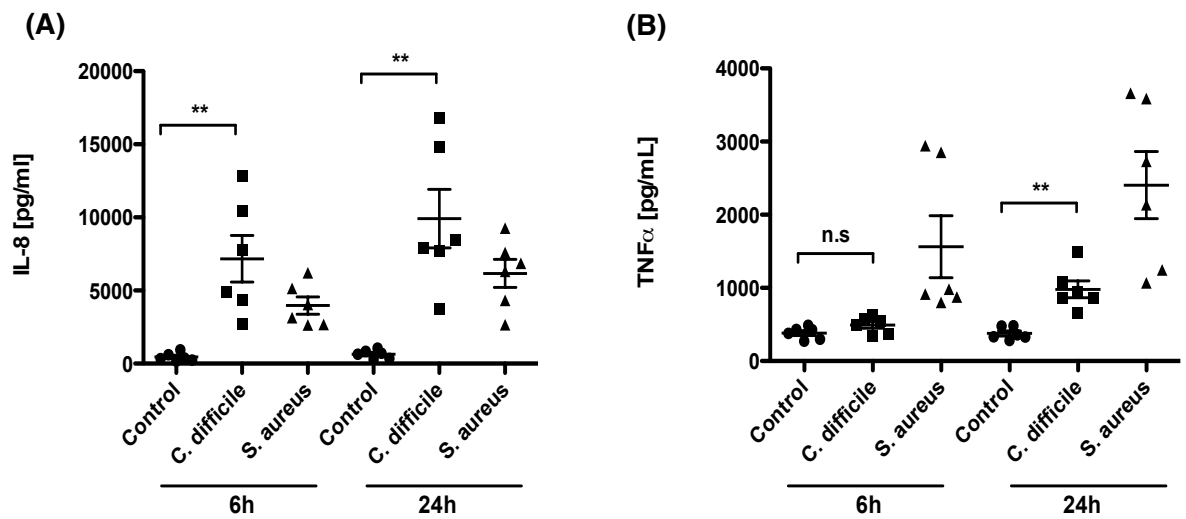 (A)
IL-8 [pg/ml]
20000
15000
10000
5000
0
**
**
Control
C. difficile
S. aureus
Control
C. difficile
S. aureus
6h
24h
(B)
TNFα [pg/mL]
4000
3000
2000
1000
0
n.s
**
Control
C. difficile
S. aureus
Control
C. difficile
S. aureus
6h
24h